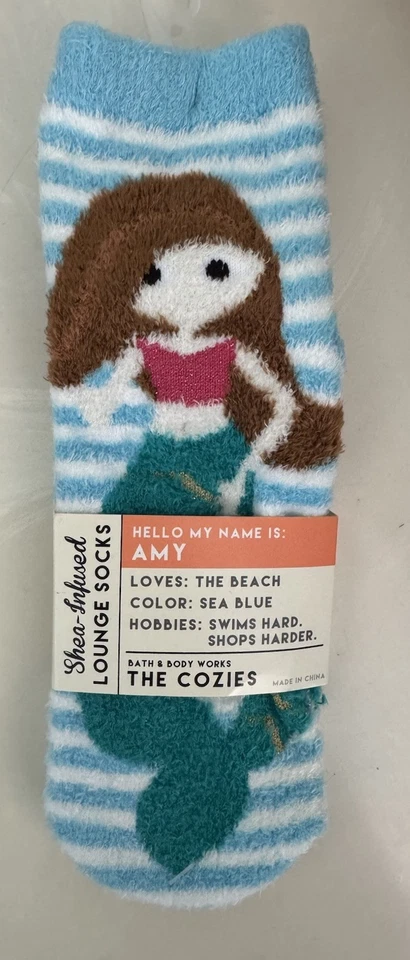 Shea-Infused
LOUNGE SOCKS
HELLO MY NAME IS:
AMY
LOVES: THE BEACH
COLOR: SEA BLUE
HOBBIES: SWIMS HARD.
SHOPS HARDER.
BATH & BODY WORKS
THE COZIES
MADE IN CHINA